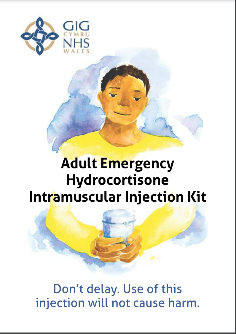 GIG
CYMRU
NHS
WALES
Adult Emergency
Hydrocortisone
Intramuscular Injection Kit
Don't delay. Use of this
injection will not cause harm.